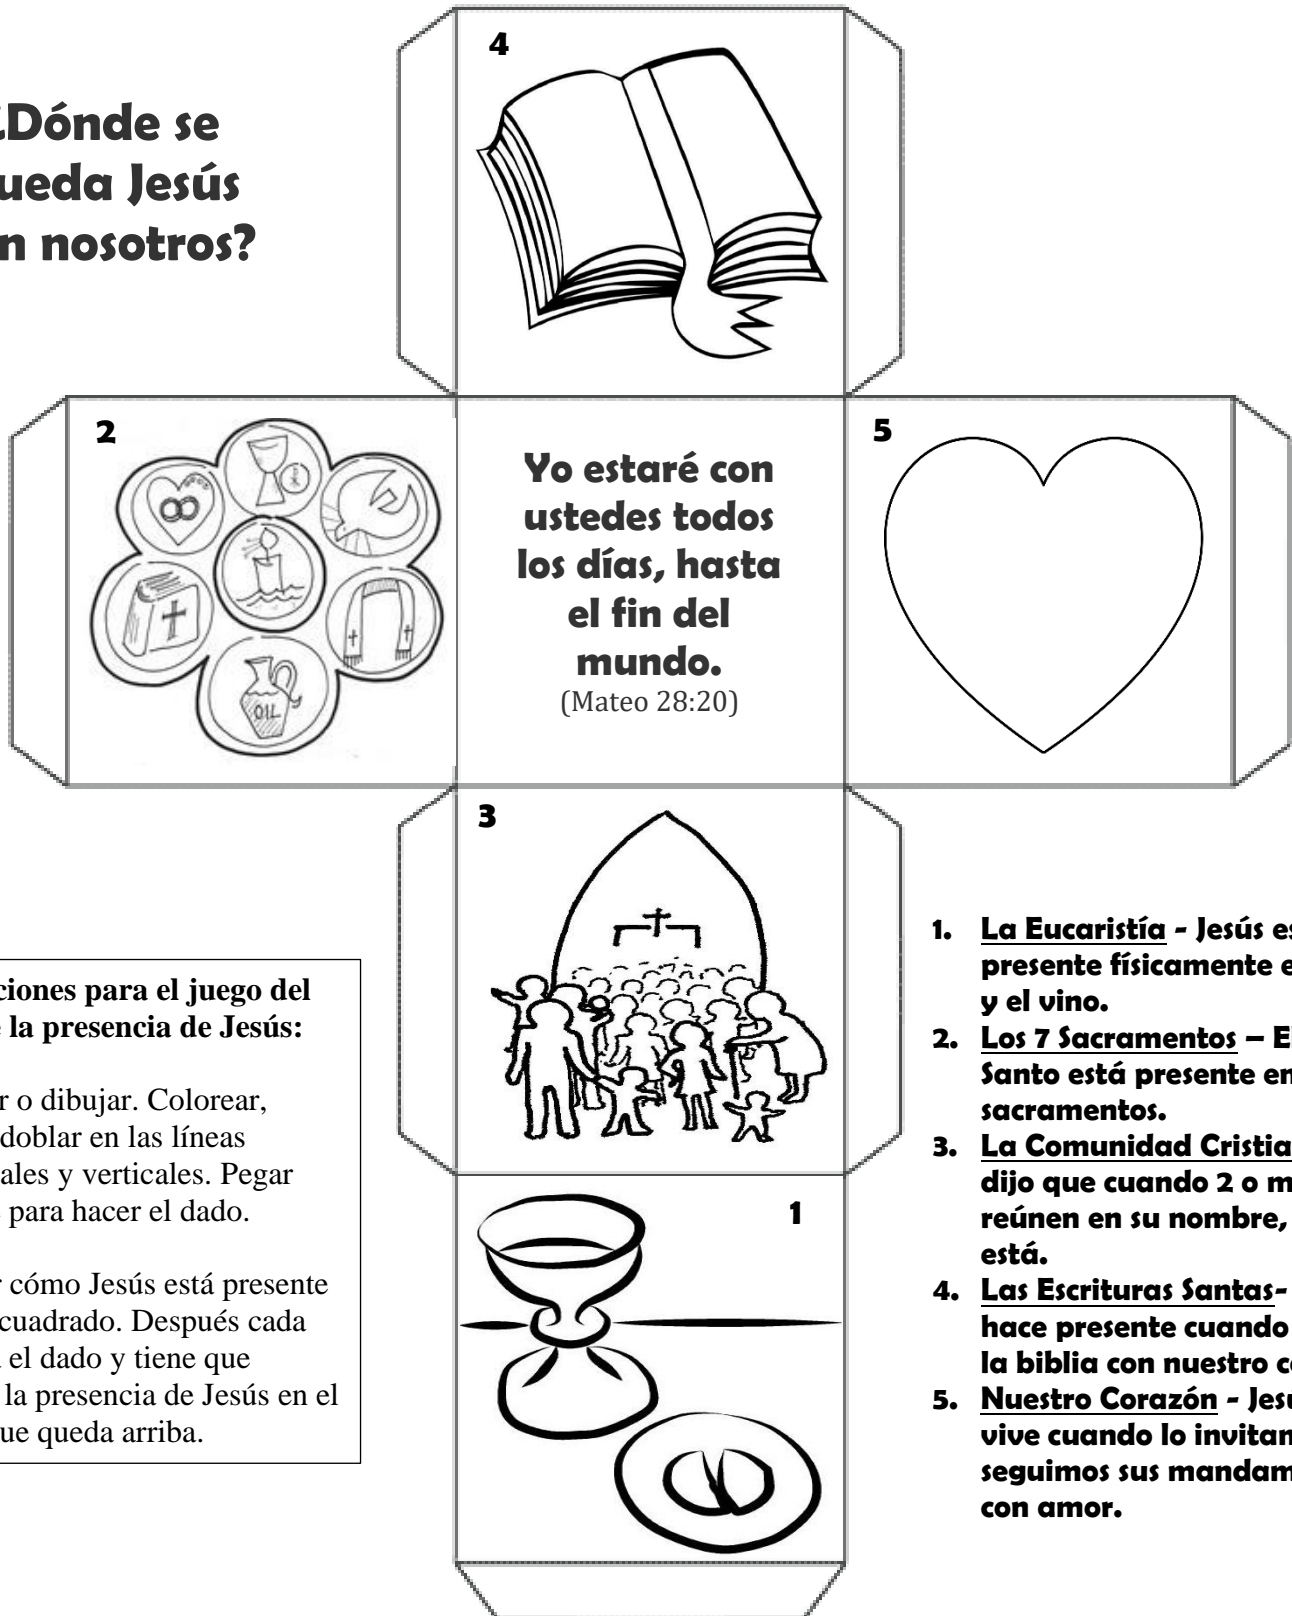 4
¿Dónde se
ueda Jesús
n nosotros?
2
Yo estaré con
ustedes todos
los días, hasta
el fin del
mundo.
(Mateo 28:20)
5
OIL
3
ciones para el juego del
la presencia de Jesús:
r o dibujar. Colorear,
doblar en las líneas
ales y verticales. Pegar
para hacer el dado.
r cómo Jesús está presente
cuadrado. Después cada
el dado y tiene que
la presencia de Jesús en el
ue queda arriba.
1
1. La Eucaristía - Jesús es
presente físicamente e
y el vino.
2. Los 7 Sacramentos – E
Santo está presente en
sacramentos.
3. La Comunidad Cristia
dijo que cuando 2 o m
reúnen en su nombre,
está.
4. Las Escrituras Santas-
hace presente cuando
la biblia con nuestro c
5. Nuestro Corazón - Jesú
vive cuando lo invitan
seguimos sus mandam
con amor.